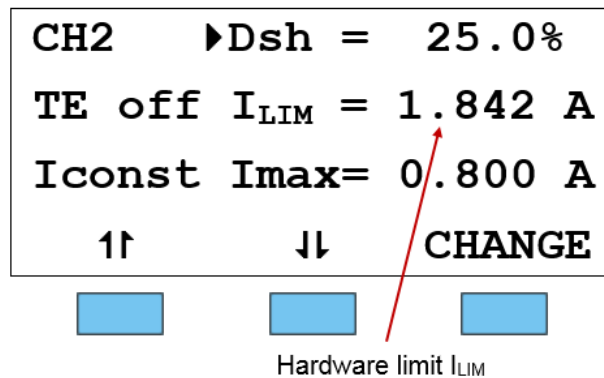 CH2 ▶Dsh = 25.0%
TE off ILIM = 1.842 A
Iconst Imax= 0.800 A
↿↾ ⇃⇂ CHANGE
Hardware limit ILIM